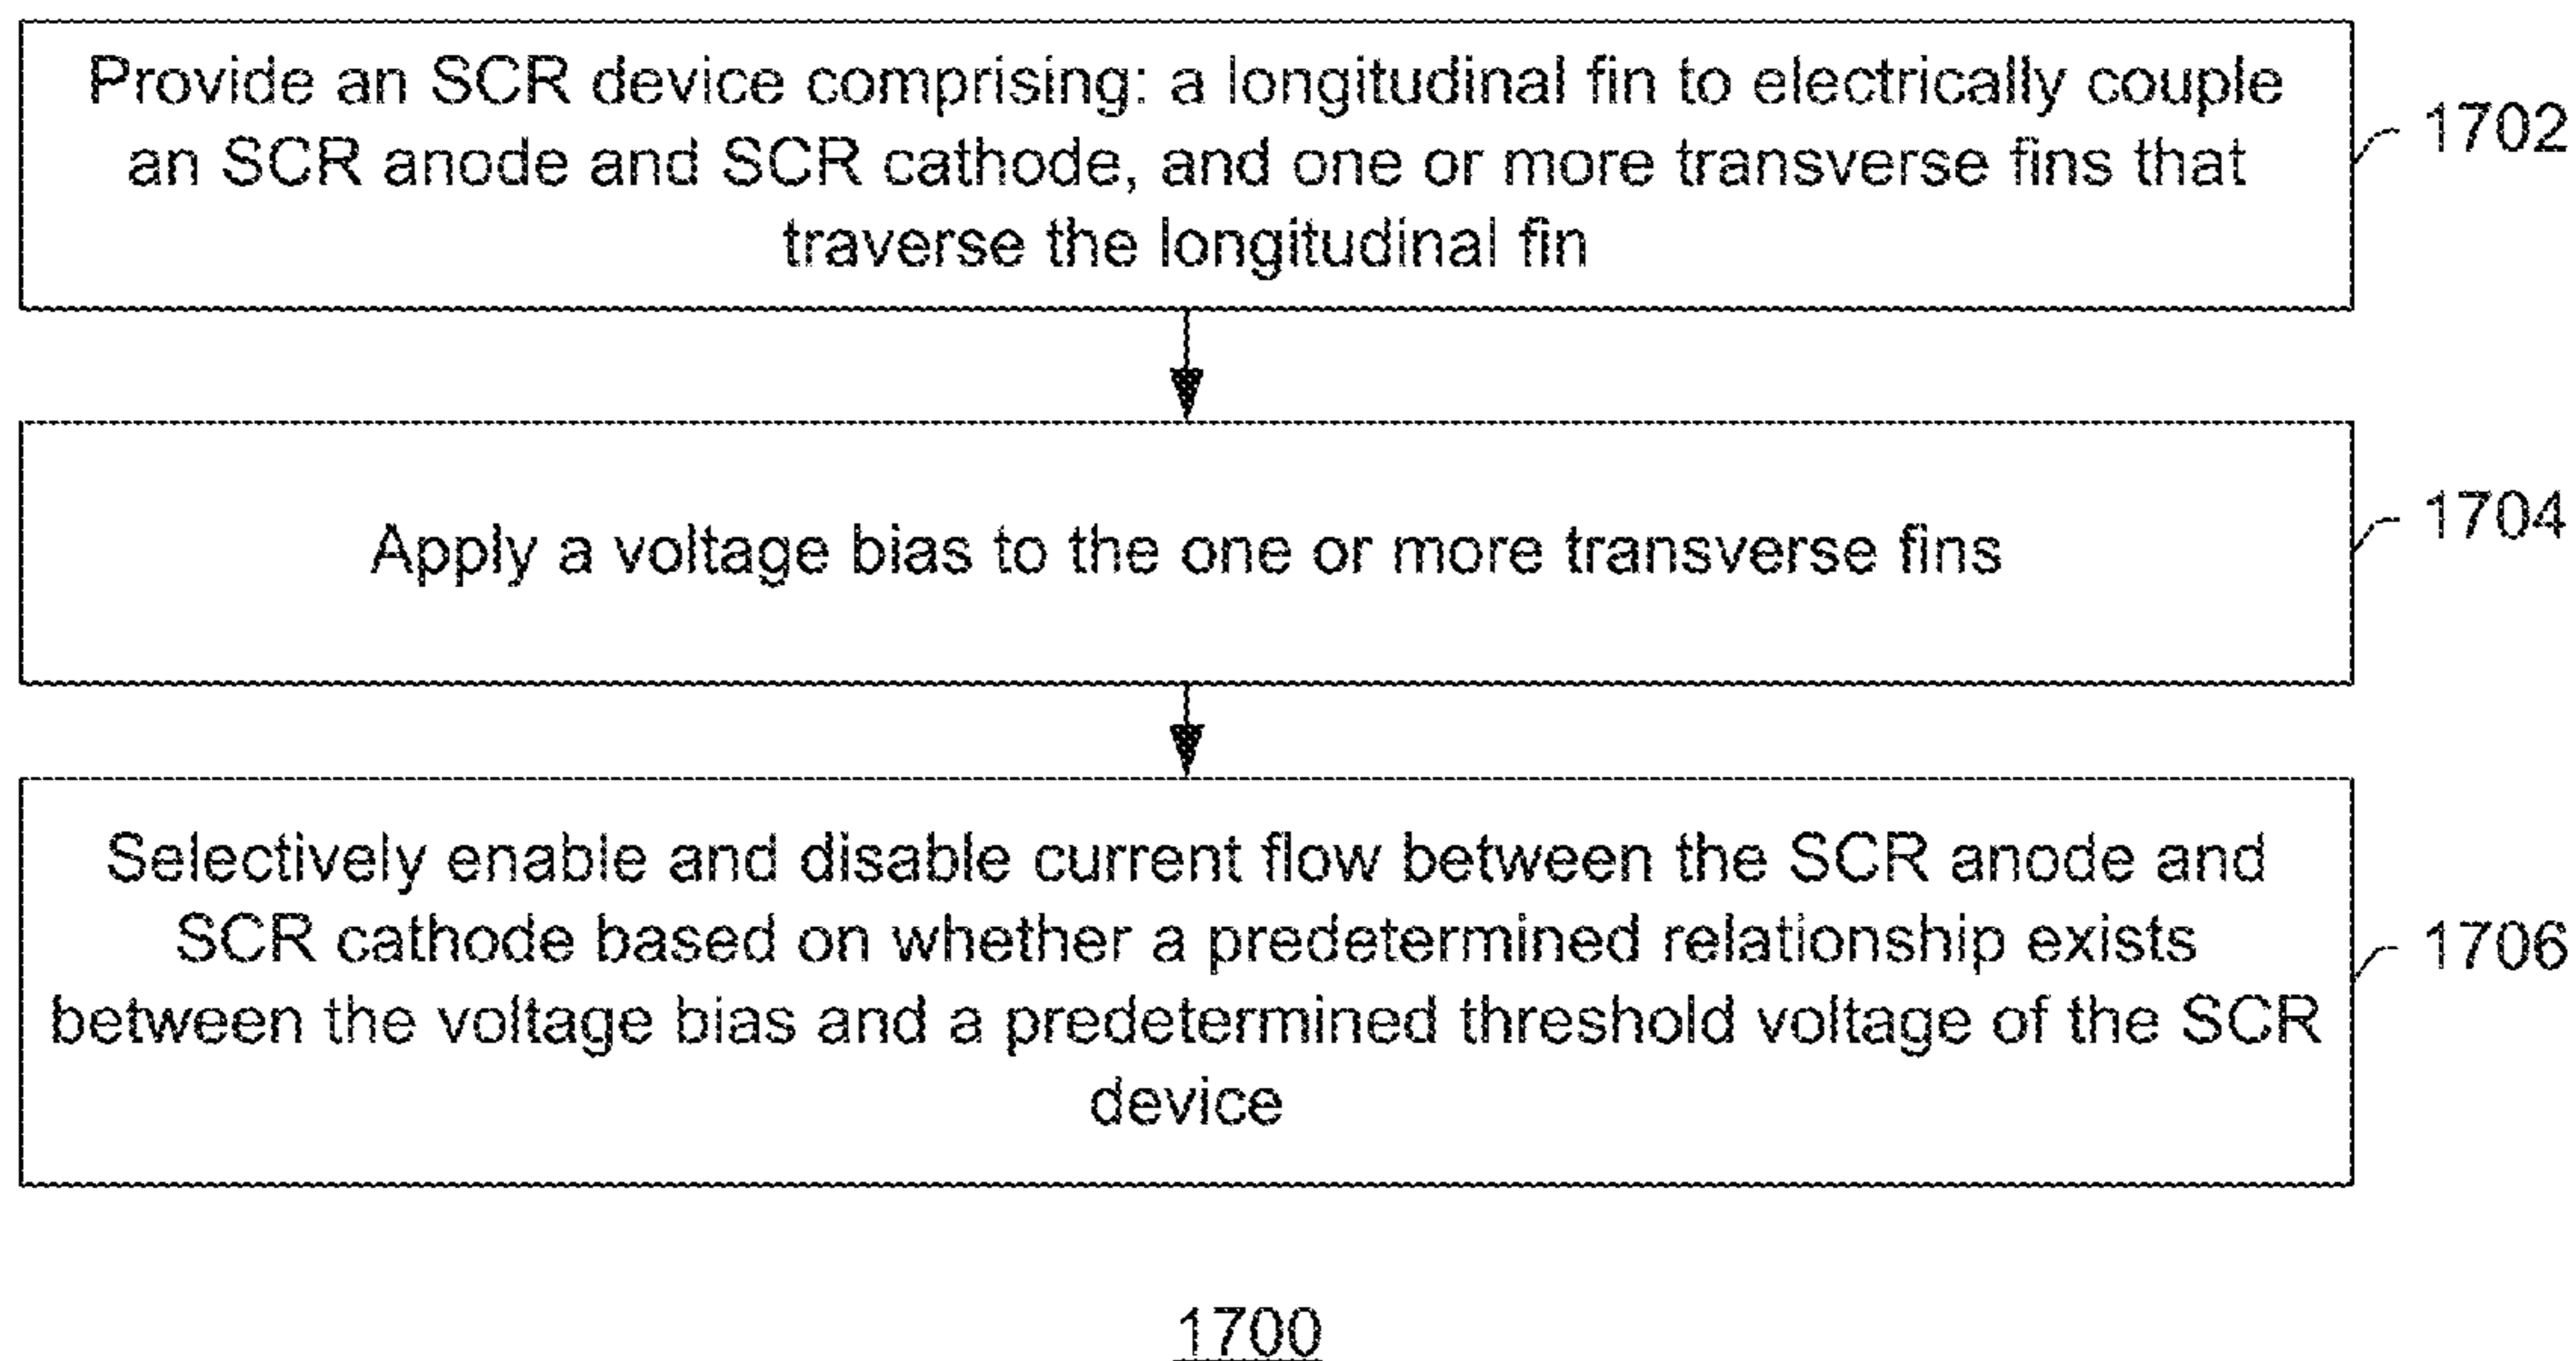 Provide an SCR device comprising: a longitudinal fin to electrically couple
an SCR anode and SCR cathode, and one or more transverse fins that
traverse the longitudinal fin
1702
Apply a voltage bias to the one or more transverse fins
1704
Selectively enable and disable current flow between the SCR anode and
SCR cathode based on whether a predetermined relationship exists
between the voltage bias and a predetermined threshold voltage of the SCR
device
1706
1700